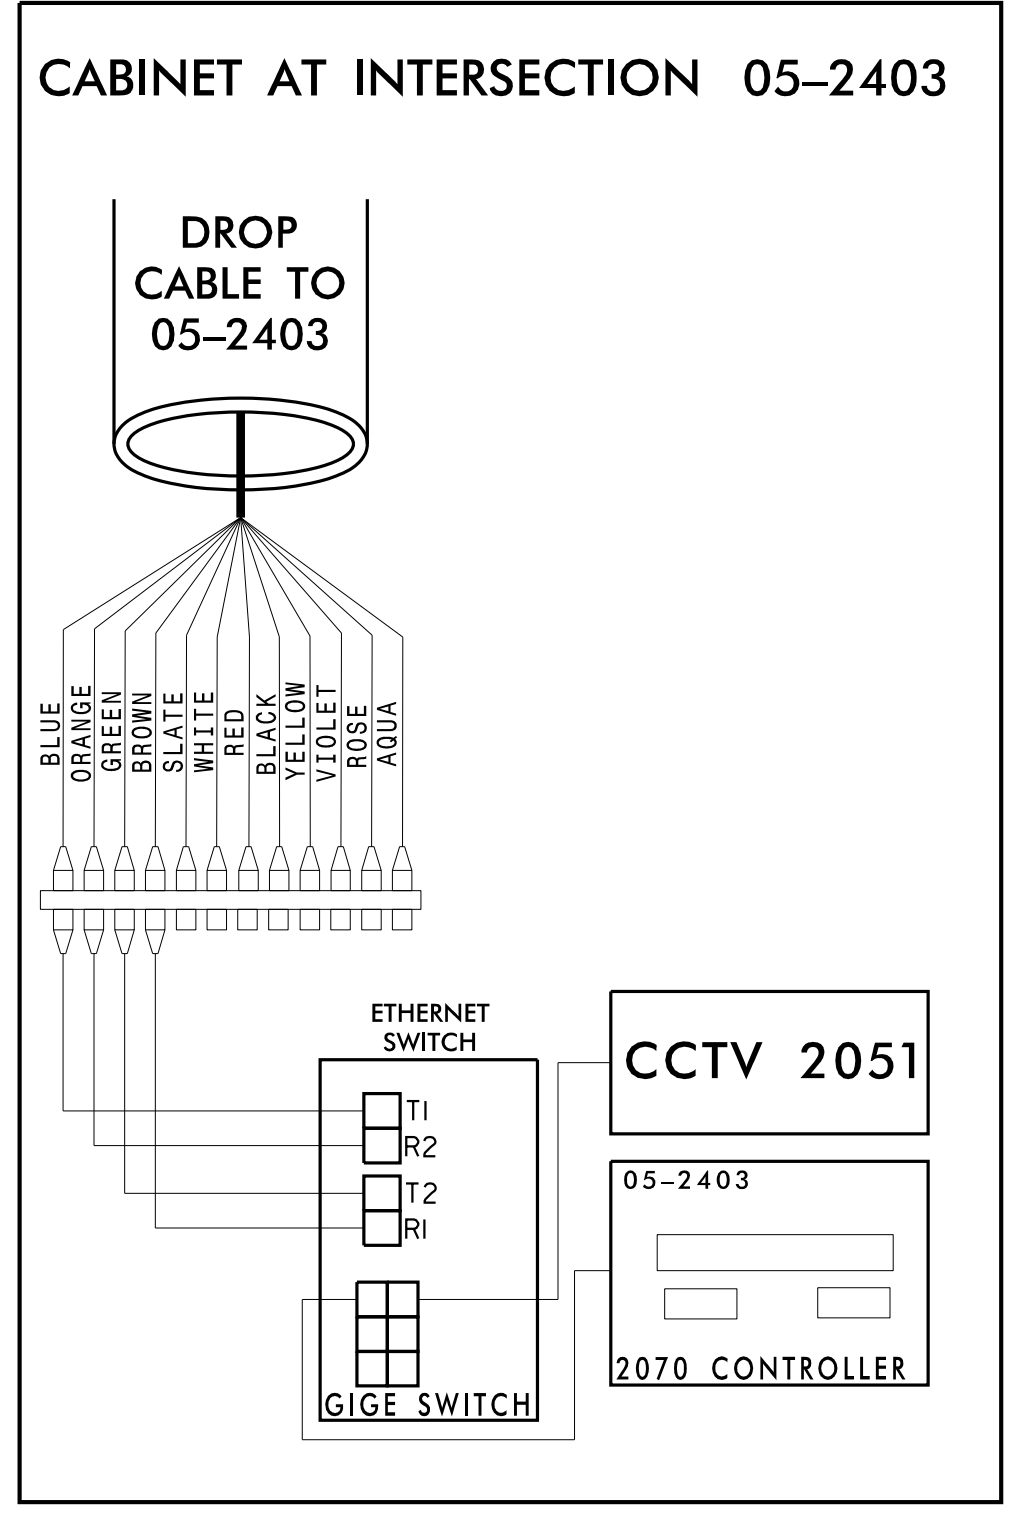 CABINET AT INTERSECTION 05–2403
DROP
CABLE TO
05–2403
BLUE
ORANGE
GREEN
BROWN
SLATE
WHITE
RED
BLACK
YELLOW
VIOLET
ROSE
AQUA
ETHERNET
SWITCH
T1
R2
T2
R1
GIGE SWITCH
CCTV 2051
05–2403
2070 CONTROLLER